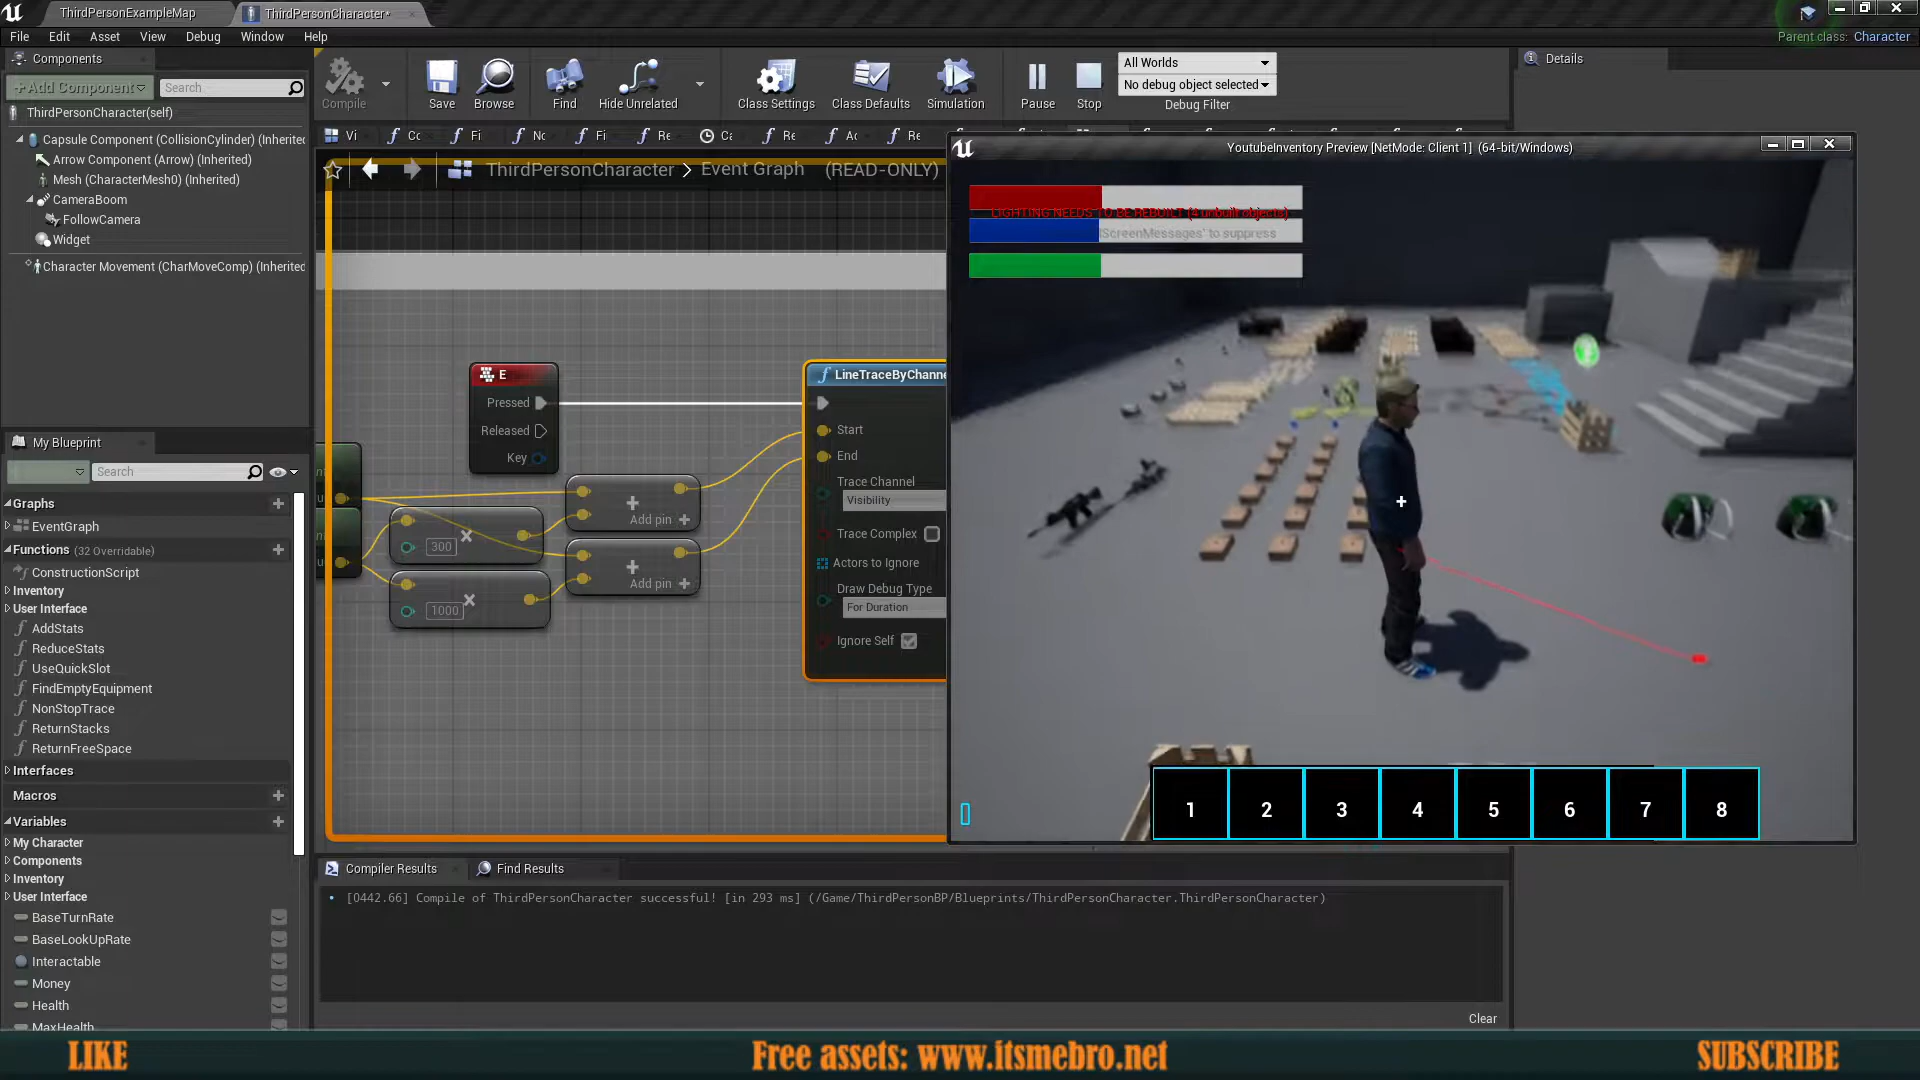 ThirdPersonExampleMap
ThirdPersonCharacter*
File Edit Asset View Debug Window Help
Parent class: Character
Components
+Add Component
Search
ThirdPersonCharacter(self)
Capsule Component (CollisionCylinder) (Inherited
Arrow Component (Arrow) (Inherited)
Mesh (CharacterMesh0) (Inherited)
CameraBoom
FollowCamera
Widget
Character Movement (CharMoveComp) (Inherited
Compile
Save
Browse
Find
Hide Unrelated
Class Settings
Class Defaults
Simulation
Pause
Stop
All Worlds
No debug object selected
Debug Filter
Details
Vi
Fi
Fi
Re
Re
Re
ThirdPersonCharacter > Event Graph (READ-ONLY)
E
Pressed
Released
Key
300
1000
Add pin +
Add pin +
LineTraceByChanne
Start
End
Trace Channel
Visibility
Trace Complex
Actors to Ignore
Draw Debug Type
For Duration
Ignore Self
YoutubeInventory Preview [NetMode: Client 1] (64-bit/Windows)
LIGHTING NEEDS TO BE REBUILT (4 unbuilt objects)
ScreenMessages' to suppress
1 2 3 4 5 6 7 8
My Blueprint
Search
Graphs
EventGraph
Functions (32 Overridable)
ConstructionScript
Inventory
User Interface
AddStats
ReduceStats
UseQuickSlot
FindEmptyEquipment
NonStopTrace
ReturnStacks
ReturnFreeSpace
Interfaces
Macros
Variables
My Character
Components
Inventory
User Interface
BaseTurnRate
BaseLookUpRate
Interactable
Money
Health
MaxHealth
Compiler Results
Find Results
[0442.66] Compile of ThirdPersonCharacter successful! [in 293 ms] (/Game/ThirdPersonBP/Blueprints/ThirdPersonCharacter.ThirdPersonCharacter)
Clear
LIKE
Free assets: www.itsmebro.net
SUBSCRIBE